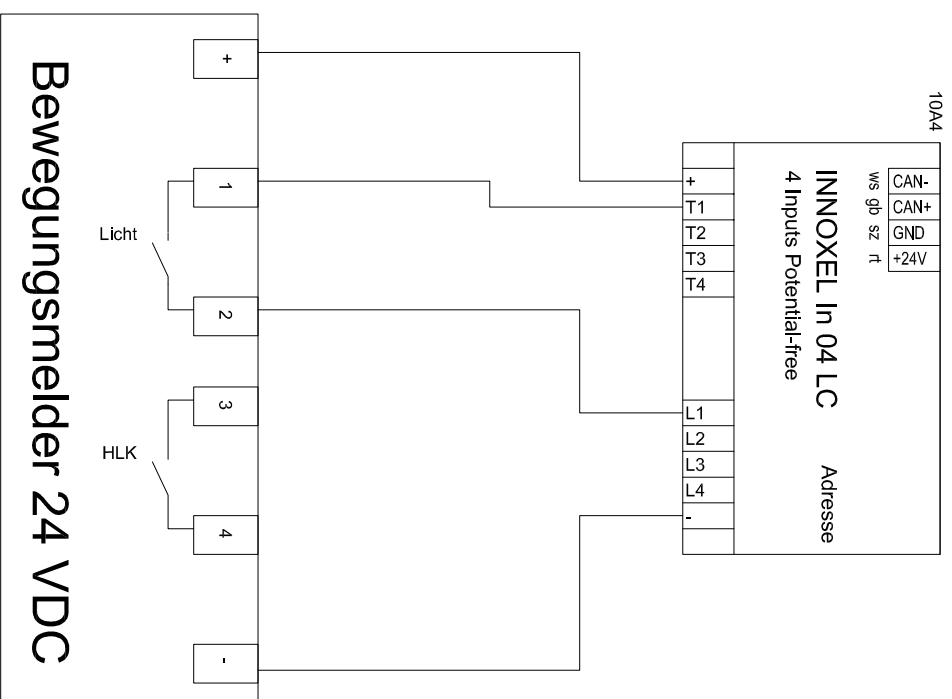 Bewegungsmelder 24 VDC
+
1
Licht
2
3
HLK
4
-
10A4
INNOXEL In 04 LC
4 Inputs Potential-free
Adresse
ws CAN-
gb CAN+
sz GND
rt +24V
+
T1
T2
T3
T4
L1
L2
L3
L4
-